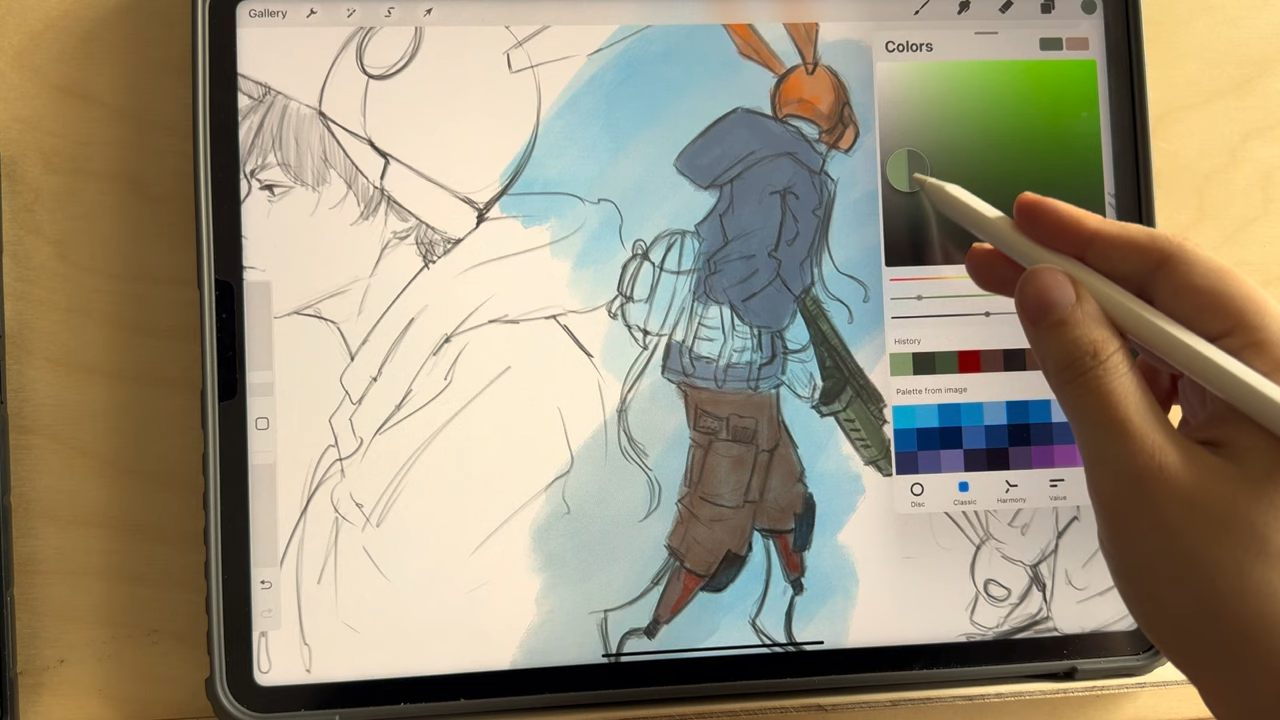 Gallery
Colors
History
Palette from image
Disc
Classic
Harmony
Value